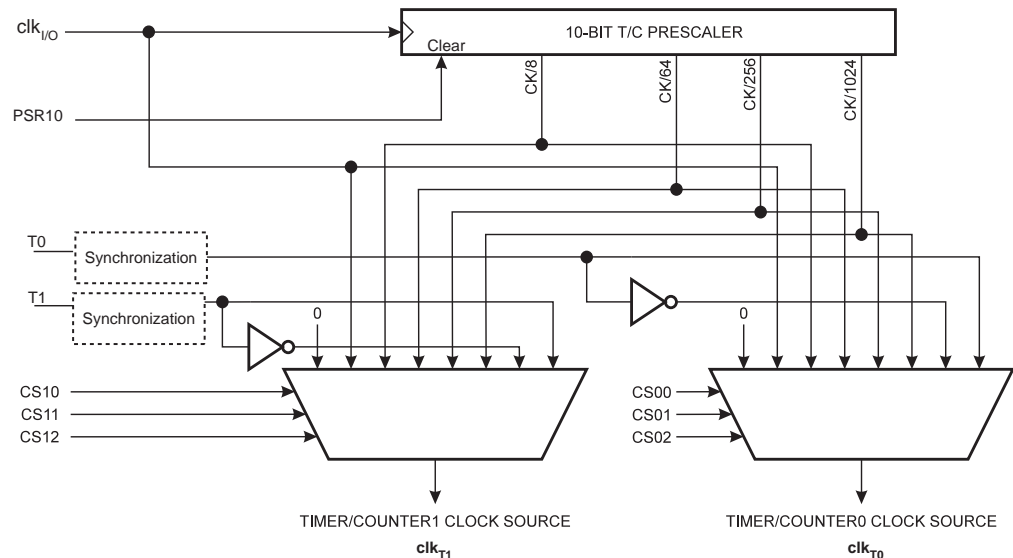 clkI/O
10-BIT T/C PRESCALER
Clear
CK/8
CK/64
CK/256
CK/1024
PSR10
T0
Synchronization
T1
Synchronization
0
0
CS10
CS11
CS12
CS00
CS01
CS02
TIMER/COUNTER1 CLOCK SOURCE
clkT1
TIMER/COUNTER0 CLOCK SOURCE
clkT0